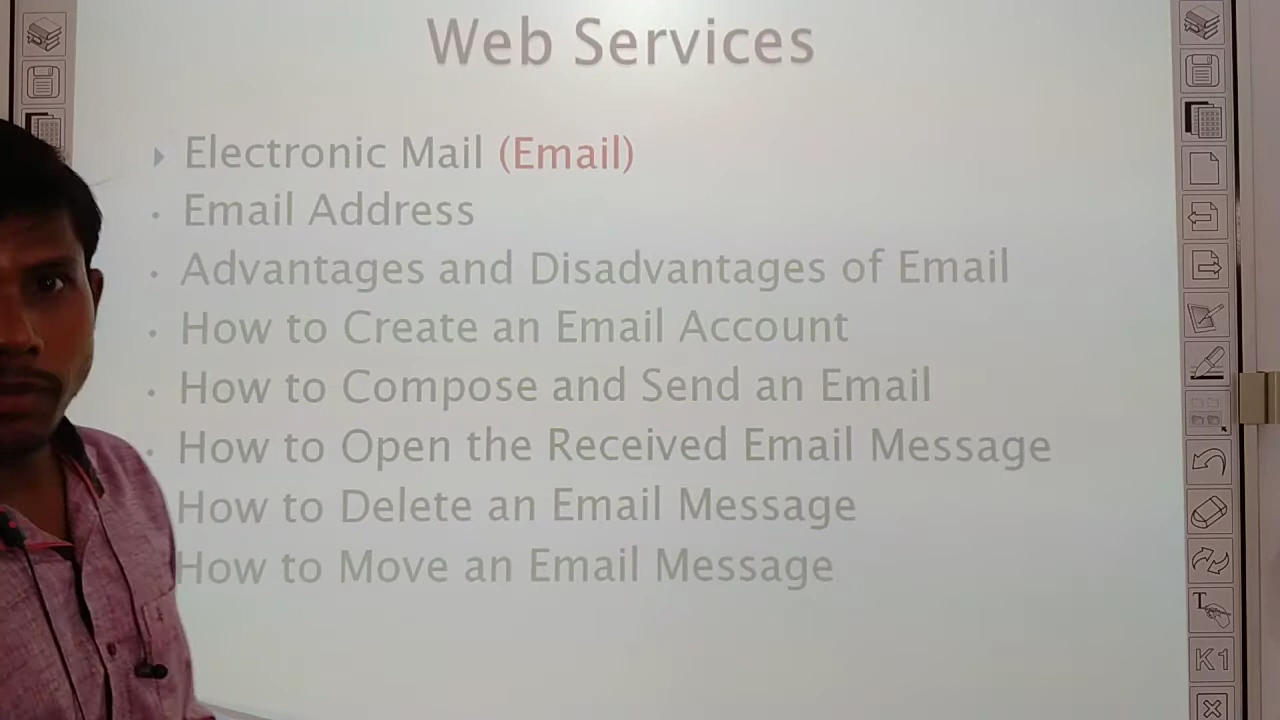 Web Services
Electronic Mail (Email)
Email Address
Advantages and Disadvantages of Email
How to Create an Email Account
How to Compose and Send an Email
How to Open the Received Email Message
How to Delete an Email Message
How to Move an Email Message
T
K1